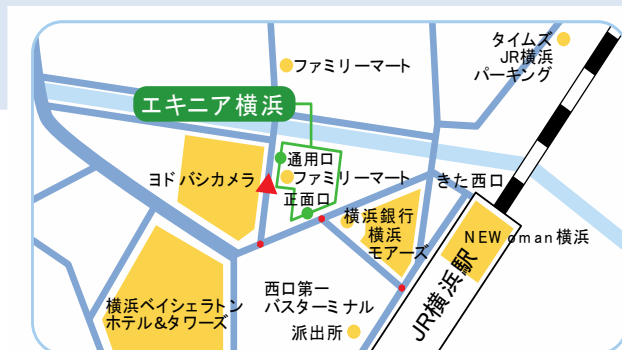 タイムズ
JR横浜
パーキング
ファミリーマート
エキニア横浜
通用口
ヨドバシカメラ
ファミリーマート
きた西口
正面口
横浜銀行
横浜
モアーズ
NEWoman横浜
JR横浜駅
西口第一
バスターミナル
横浜ベイシェラトン
ホテル&タワーズ
派出所